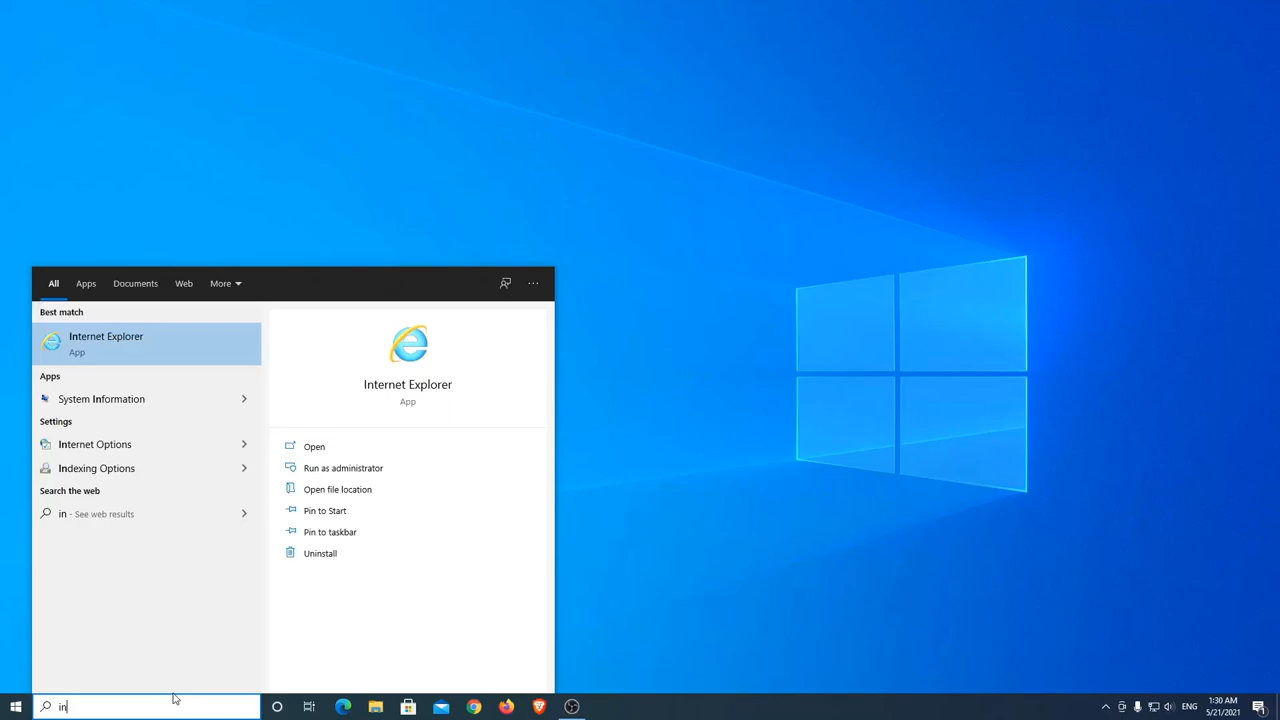 All Apps Documents Web More
Best match
Internet Explorer
App
Apps
System Information
Settings
Internet Options
Indexing Options
Search the web
in - See web results
Internet Explorer
App
Open
Run as administrator
Open file location
Pin to Start
Pin to taskbar
Uninstall
in
ENG
1:30 AM
5/21/2021
1